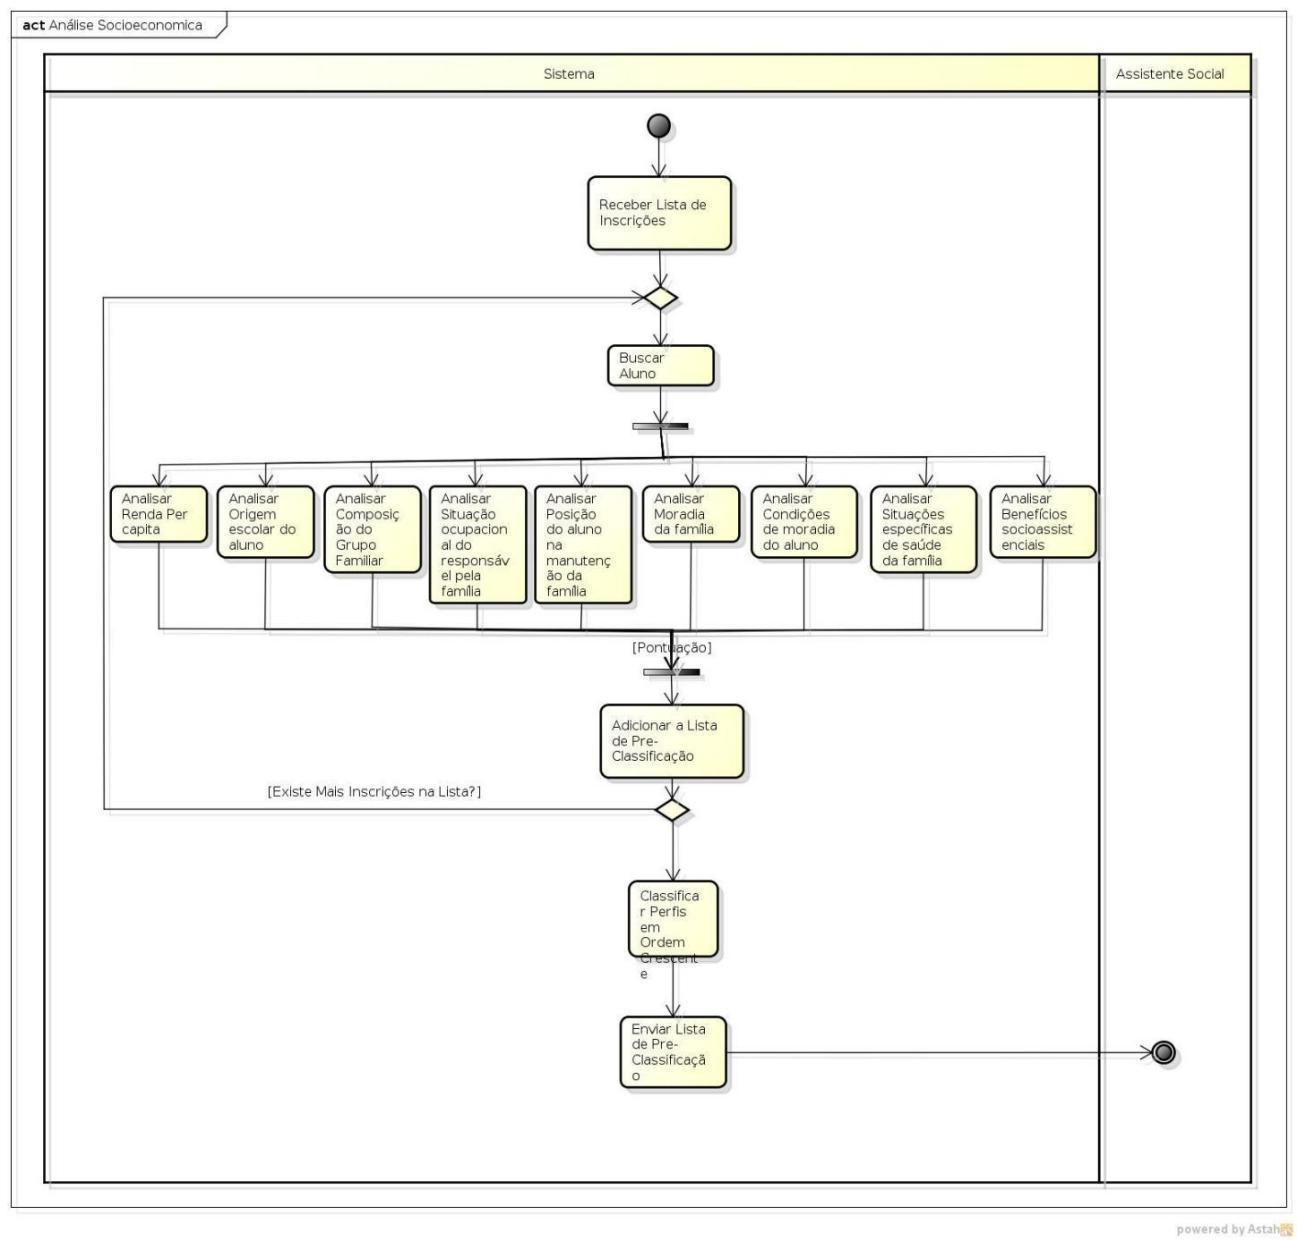 act Análise Socioeconomica
Sistema
Assistente Social
Receber Lista de
Inscrições
Buscar
Aluno
Analisar
Renda Per
capita
Analisar
Origem
escolar do
aluno
Analisar
Composiç
ão do
Grupo
Familiar
Analisar
Situação
ocupacion
al do
responsáv
el pela
família
Analisar
Posição
do aluno
na
manutenç
ão da
família
Analisar
Moradia
da família
Analisar
Condições
de moradia
do aluno
Analisar
Situações
específicas
de saúde
da família
Analisar
Benefícios
socioassist
enciais
[Pontuação]
Adicionar a Lista
de Pre-
Classificação
[Existe Mais Inscrições na Lista?]
Classifica
r Perfis
em
Ordem
Crescent
e
Enviar Lista
de Pre-
Classificaçã
o
powered by Astah